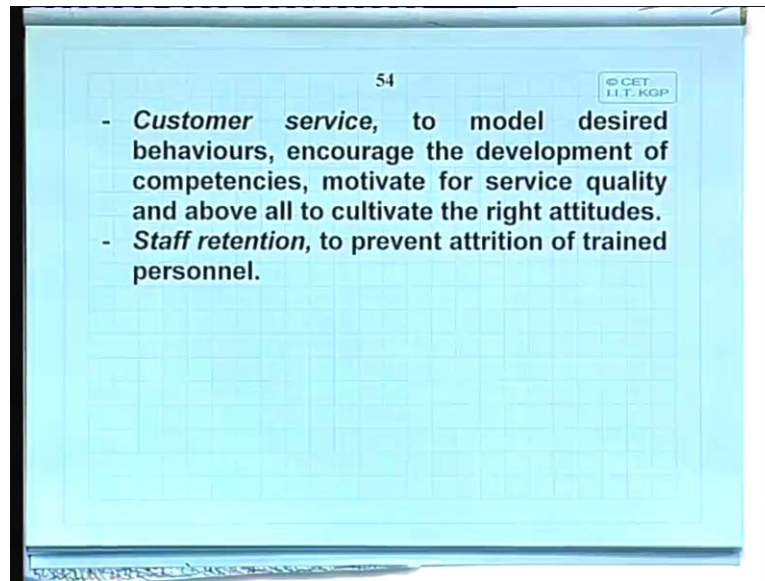 54
© CET
I.I.T. KGP
- Customer service, to model desired
behaviours, encourage the development of
competencies, motivate for service quality
and above all to cultivate the right attitudes.
- Staff retention, to prevent attrition of trained
personnel.